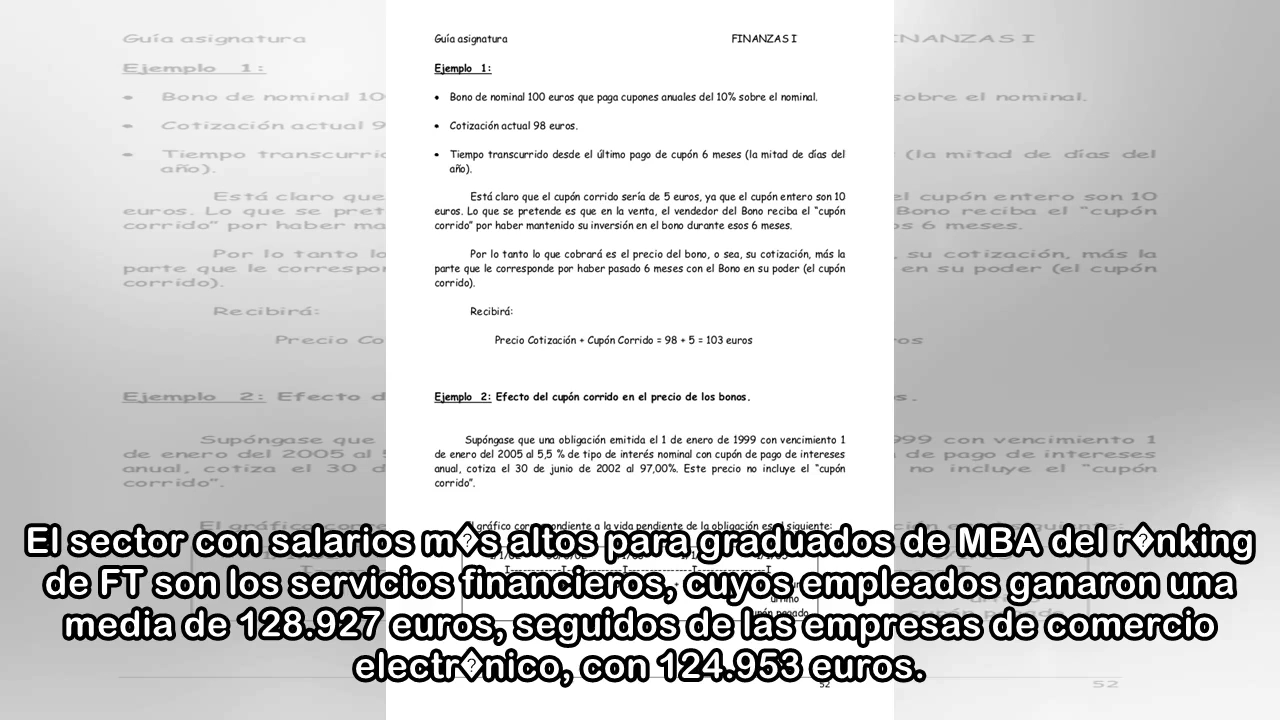 Guía asignatura FINANZAS I
Ejemplo 1:
• Bono de nominal 100 euros que paga cupones anuales del 10% sobre el nominal.
• Cotización actual 98 euros.
• Tiempo transcurrido desde el último pago de cupón 6 meses (la mitad de días del
año).
Está claro que el cupón corrido sería de 5 euros, ya que el cupón entero son 10
euros. Lo que se pretende es que en la venta, el vendedor del Bono reciba el “cupón
corrido” por haber mantenido su inversión en el bono durante esos 6 meses.
Por lo tanto lo que cobrará es el precio del bono, o sea, su cotización, más la
parte que le corresponde por haber pasado 6 meses con el Bono en su poder (el cupón
corrido).
Recibirá:
Precio Cotización + Cupón Corrido = 98 + 5 = 103 euros
Ejemplo 2: Efecto del cupón corrido en el precio de los bonos.
Supóngase que una obligación emitida el 1 de enero de 1999 con vencimiento 1
de enero del 2005 al 5,5 % de tipo de interés nominal con cupón de pago de intereses
anual, cotiza el 30 de junio de 2002 al 97,00%. Este precio no incluye el “cupón
corrido”.
El gráfico correspondiente a la vida pendiente de la obligación es el siguiente:
El sector con salarios m�s altos para graduados de MBA del r�nking
de FT son los servicios financieros, cuyos empleados ganaron una
media de 128.927 euros, seguidos de las empresas de comercio
electr�nico, con 124.953 euros.
52